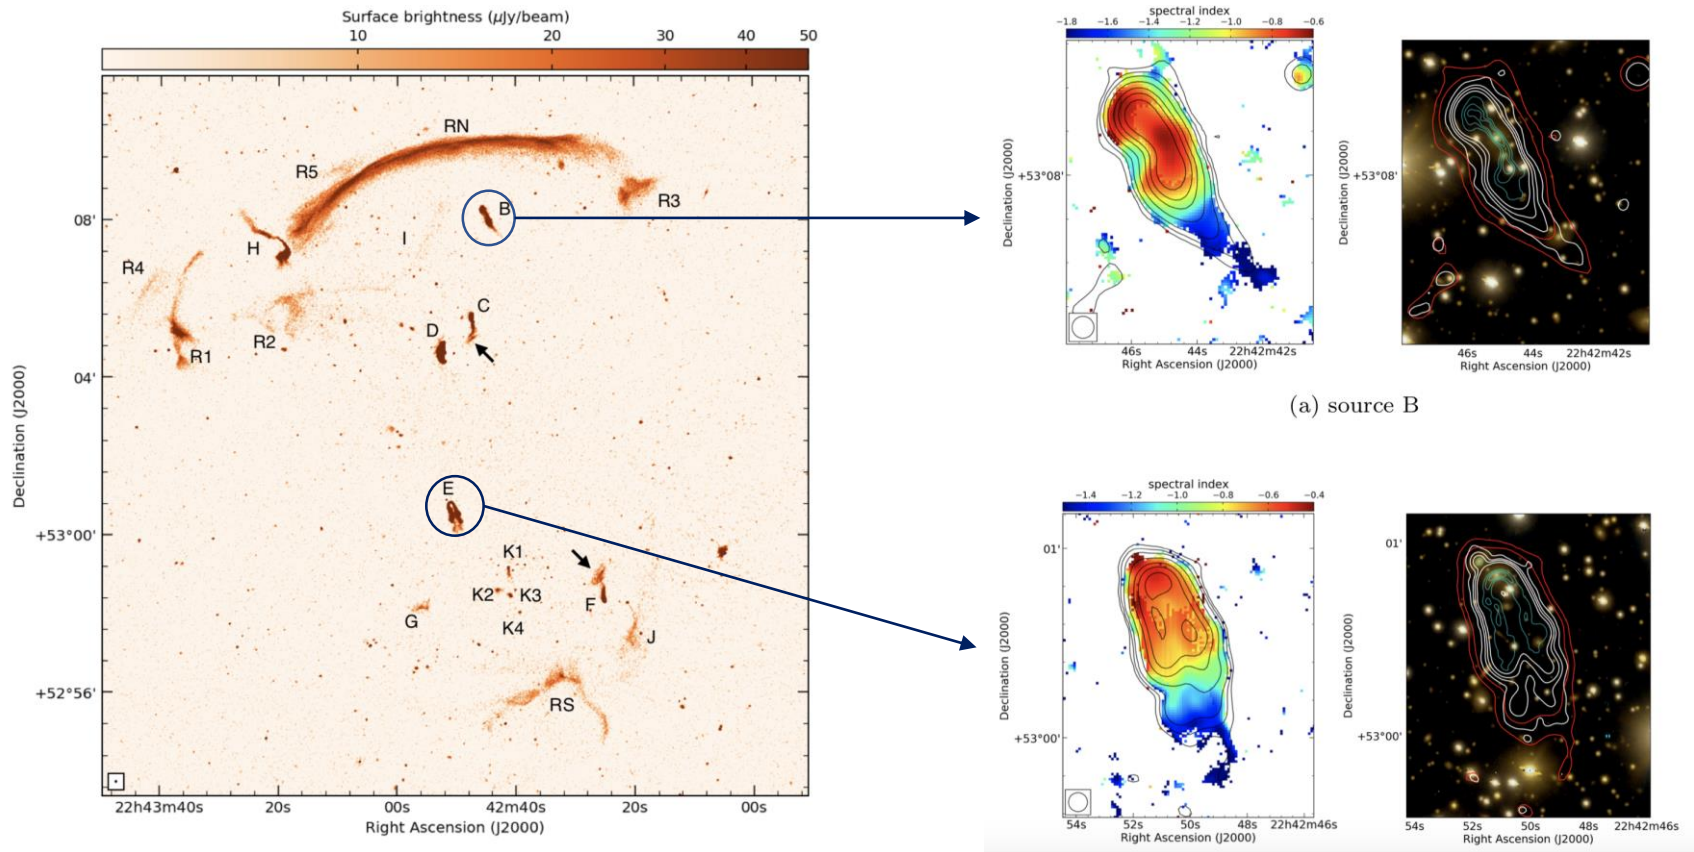 Surface brightness (μJy/beam)
10 20 30 40 50
RN
R5
R3
B
H
I
R4
C
R2
D
R1
E
K1
K2 K3
F
G
K4
J
RS
08'
04'
+53°00'
+52°56'
Declination (J2000)
22h43m40s 20s 00s 42m40s 20s 00s
Right Ascension (J2000)
spectral index
−1.8 −1.6 −1.4 −1.2 −1.0 −0.8 −0.6
Declination (J2000)
+53°08'
46s 44s 22h42m42s
Right Ascension (J2000)
Declination (J2000)
+53°08'
46s 44s 22h42m42s
Right Ascension (J2000)
(a) source B
spectral index
−1.4 −1.2 −1.0 −0.8 −0.6 −0.4
Declination (J2000)
01'
+53°00'
54s 52s 50s 48s 22h42m46s
Right Ascension (J2000)
Declination (J2000)
01'
+53°00'
54s 52s 50s 48s 22h42m46s
Right Ascension (J2000)